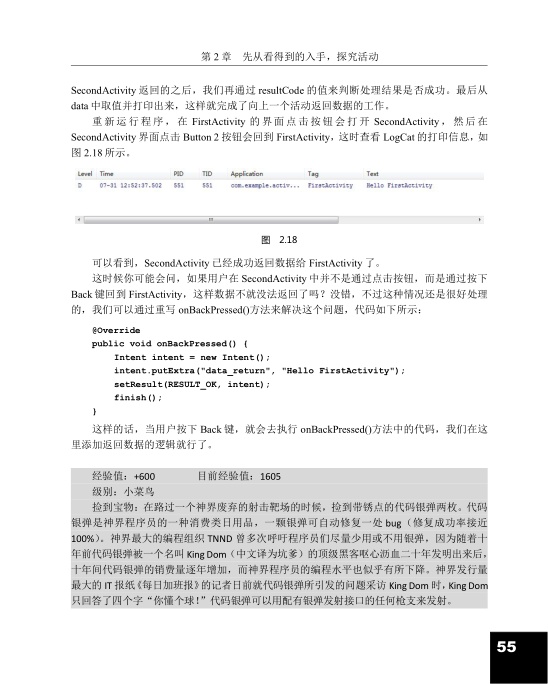 第 2 章 先从看得到的入手，探究活动
SecondActivity 返回的之后，我们再通过 resultCode 的值来判断处理结果是否成功。最后从
data 中取值并打印出来，这样就完成了向上一个活动返回数据的工作。
重新运行程序，在 FirstActivity 的界面点击按钮会打开 SecondActivity，然后在
SecondActivity 界面点击 Button 2 按钮会回到 FirstActivity，这时查看 LogCat 的打印信息，如
图 2.18 所示。
Level Time PID TID Application Tag Text
D 07-31 12:52:37.502 551 551 com.example.activ... FirstActivity Hello FirstActivity
图 2.18
可以看到，SecondActivity 已经成功返回数据给 FirstActivity 了。
这时候你可能会问，如果用户在 SecondActivity 中并不是通过点击按钮，而是通过按下
Back 键回到 FirstActivity，这样数据不就没法返回了吗？没错，不过这种情况还是很好处理
的，我们可以通过重写 onBackPressed()方法来解决这个问题，代码如下所示：
@Override
public void onBackPressed() {
Intent intent = new Intent();
intent.putExtra("data_return", "Hello FirstActivity");
setResult(RESULT_OK, intent);
finish();
}
这样的话，当用户按下 Back 键，就会去执行 onBackPressed()方法中的代码，我们在这
里添加返回数据的逻辑就行了。
经验值：+600 目前经验值：1605
级别：小菜鸟
捡到宝物：在路过一个神界废弃的射击靶场的时候，捡到带锈点的代码银弹两枚。代码
银弹是神界程序员的一种消费类日用品，一颗银弹可自动修复一处 bug（修复成功率接近
100%）。神界最大的编程组织 TNND 曾多次呼吁程序员们尽量少用或不用银弹，因为随着十
年前代码银弹被一个名叫 King Dom（中文译为坑爹）的顶级黑客呕心沥血二十年发明出来后，
十年间代码银弹的销售量逐年增加，而神界程序员的编程水平也似乎有所下降。神界发行量
最大的 IT 报纸《每日加班报》的记者日前就代码银弹所引发的问题采访 King Dom 时，King Dom
只回答了四个字“你懂个球！”代码银弹可以用配有银弹发射接口的任何枪支来发射。
55